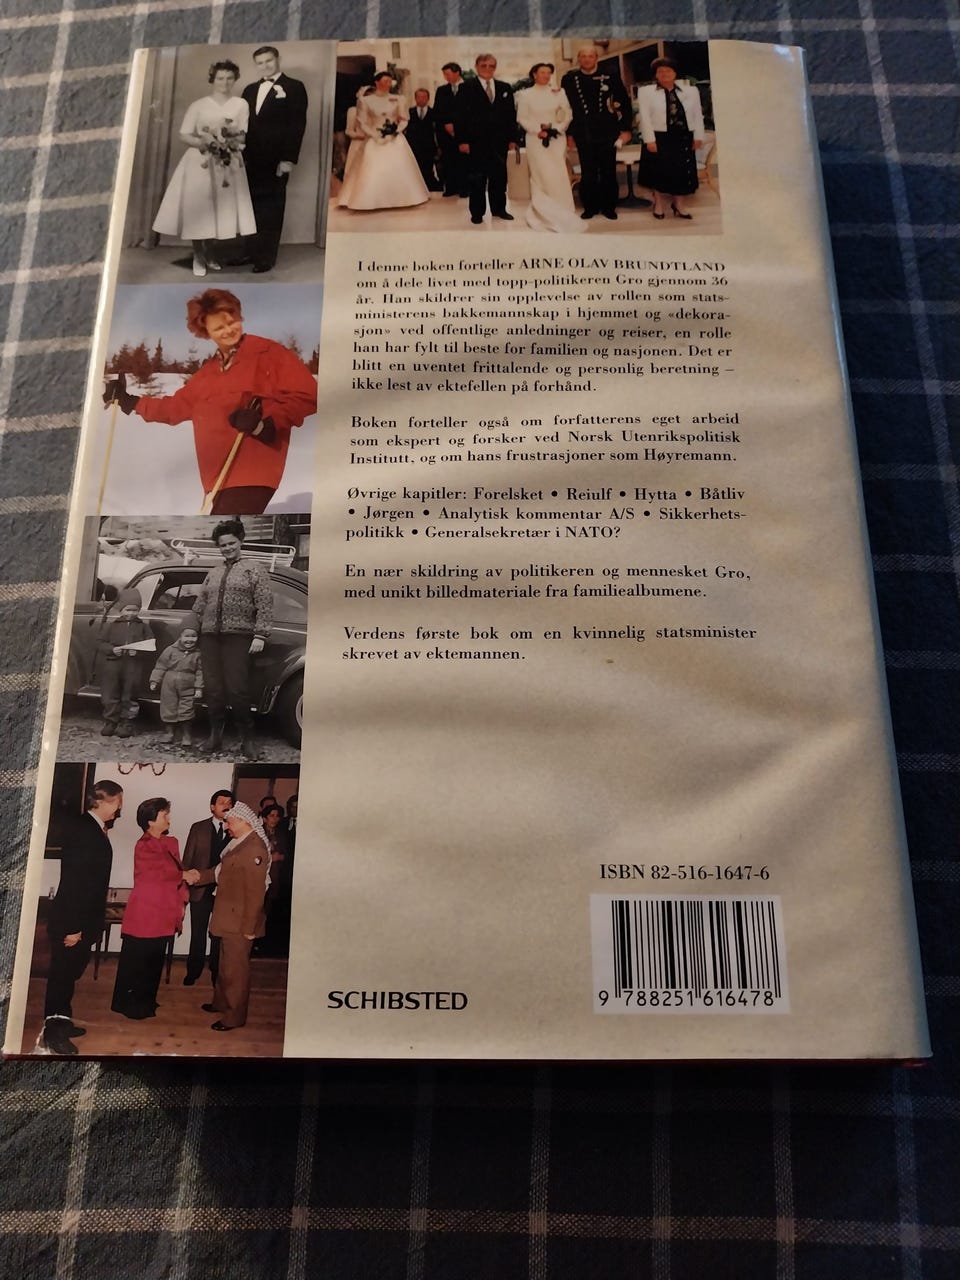 I denne boken forteller ARNE OLAV BRUNDTLAND
om å dele livet med topp-politikeren Gro gjennom 36
år. Han skildrer sin opplevelse av rollen som stats-
ministerens bakkemannskap i hjemmet og «dekora-
sjon» ved offentlige anledninger og reiser, en rolle
han har fylt til beste for familien og nasjonen. Det er
blitt en uventet frittalende og personlig beretning –
ikke lest av ektefellen på forhånd.
Boken forteller også om forfatterens eget arbeid
som ekspert og forsker ved Norsk Utenrikspolitisk
Institutt, og om hans frustrasjoner som Høyremann.
Øvrige kapitler: Forelsket • Reiulf • Hytta • Båtliv
• Jørgen • Analytisk kommentar A/S • Sikkerhets-
politikk • Generalsekretær i NATO?
En nær skildring av politikeren og mennesket Gro,
med unikt billedmateriale fra familiealbumene.
Verdens første bok om en kvinnelig statsminister
skrevet av ektemannen.
ISBN 82-516-1647-6
9 788251 616478
SCHIBSTED